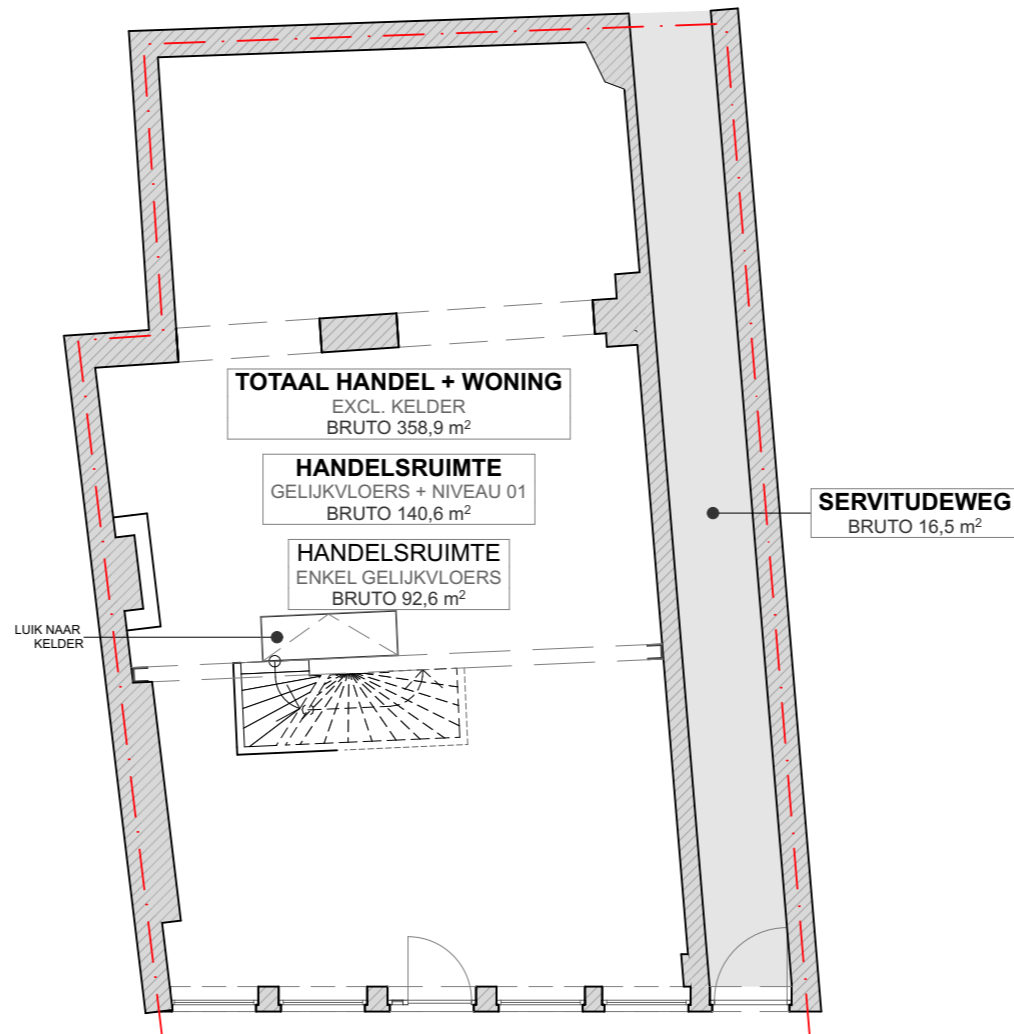 TOTAAL HANDEL + WONING
EXCL. KELDER
BRUTO 358,9 m²
HANDELSRUIMTE
GELIJKVLOERS + NIVEAU 01
BRUTO 140,6 m²
SERVITUDEWEG
BRUTO 16,5 m²
HANDELSRUIMTE
ENKEL GELIJKVLOERS
BRUTO 92,6 m²
LUIK NAAR
KELDER